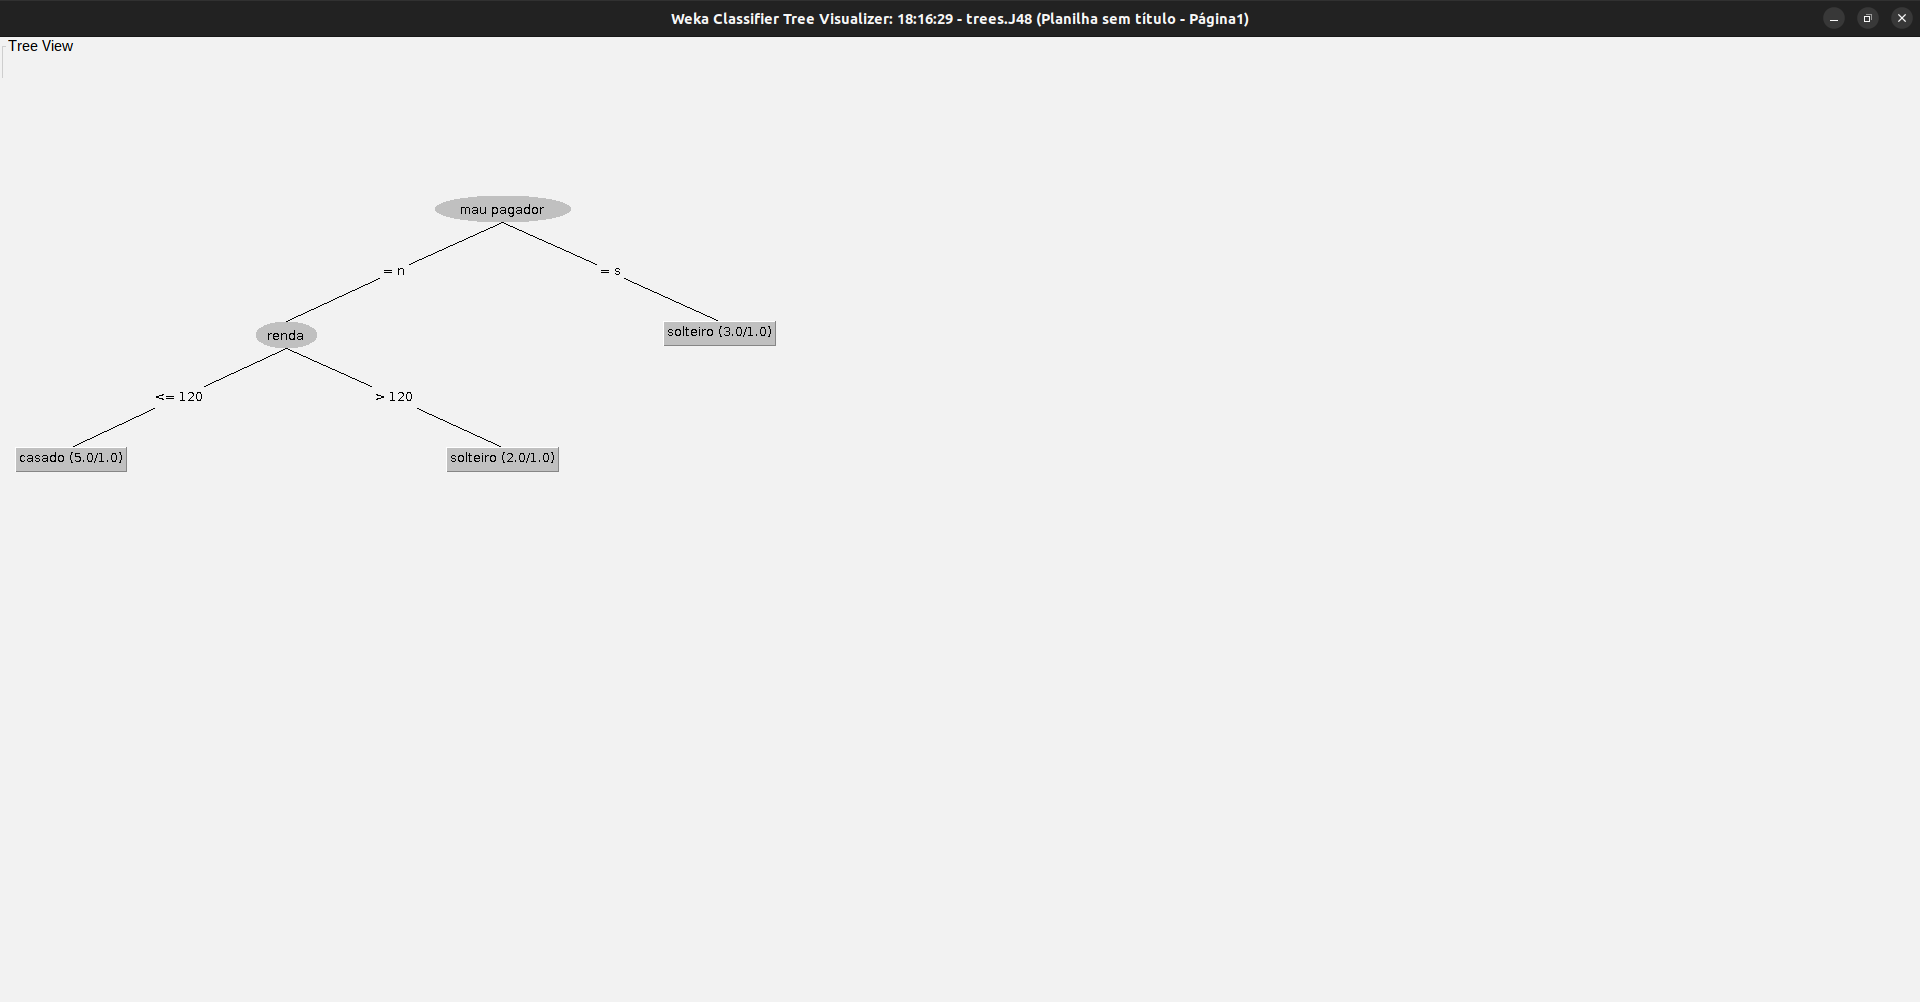 Weka Classifier Tree Visualizer: 18:16:29 - trees.J48 (Planilha sem título - Página1)
Tree View
mau pagador
= n
= s
renda
solteiro (3.0/1.0)
<= 120
> 120
casado (5.0/1.0)
solteiro (2.0/1.0)